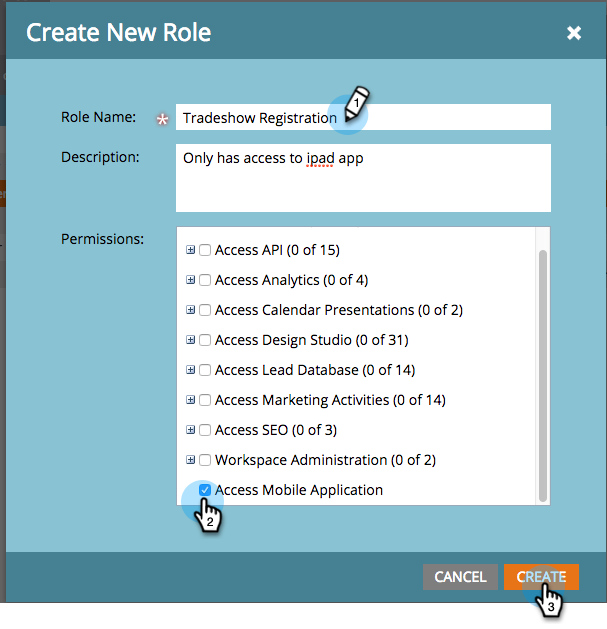 Create New Role
Role Name: * Tradeshow Registration 1
Description: Only has access to ipad app
Permissions:
Access API (0 of 15)
Access Analytics (0 of 4)
Access Calendar Presentations (0 of 2)
Access Design Studio (0 of 31)
Access Lead Database (0 of 14)
Access Marketing Activities (0 of 14)
Access SEO (0 of 3)
Workspace Administration (0 of 2)
Access Mobile Application
2
CANCEL CREATE
3